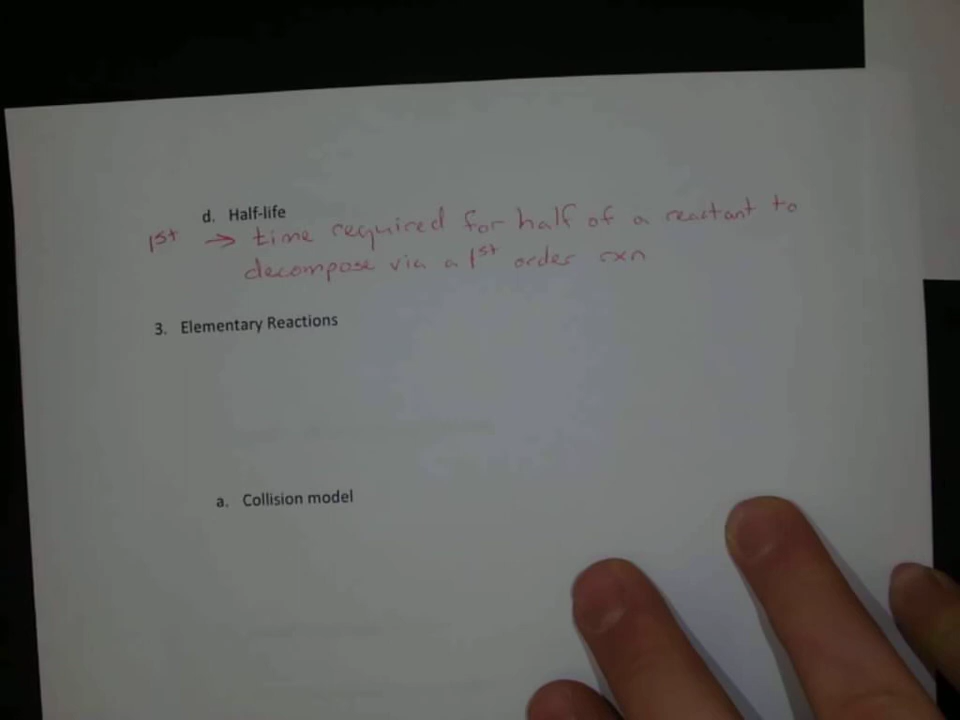 d. Half-life
1st → time required for half of a reactant to
decompose via a 1st order rxn
3. Elementary Reactions
a. Collision model